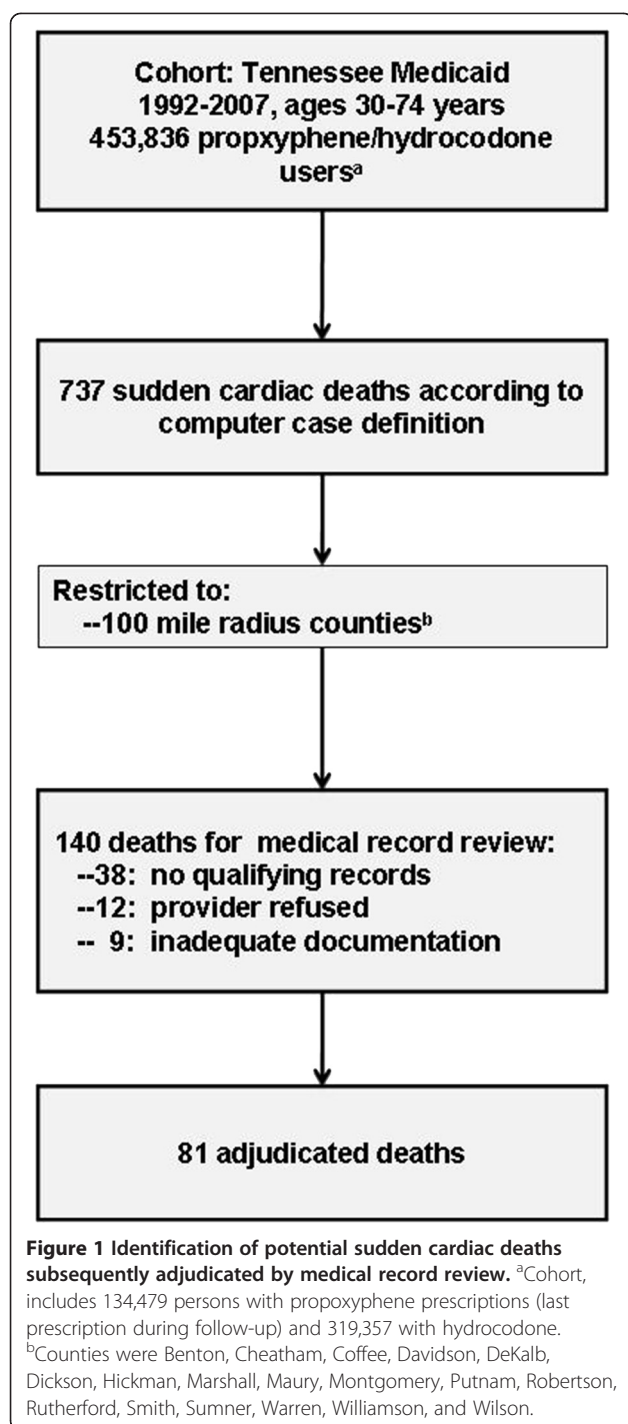 Cohort: Tennessee Medicaid
1992-2007, ages 30-74 years
453,836 propxyphene/hydrocodone
usersᵃ
737 sudden cardiac deaths according to
computer case definition
Restricted to:
--100 mile radius countiesᵇ
140 deaths for medical record review:
--38: no qualifying records
--12: provider refused
-- 9: inadequate documentation
81 adjudicated deaths
Figure 1 Identification of potential sudden cardiac deaths
subsequently adjudicated by medical record review. ᵃCohort,
includes 134,479 persons with propoxyphene prescriptions (last
prescription during follow-up) and 319,357 with hydrocodone.
ᵇCounties were Benton, Cheatham, Coffee, Davidson, DeKalb,
Dickson, Hickman, Marshall, Maury, Montgomery, Putnam, Robertson,
Rutherford, Smith, Sumner, Warren, Williamson, and Wilson.